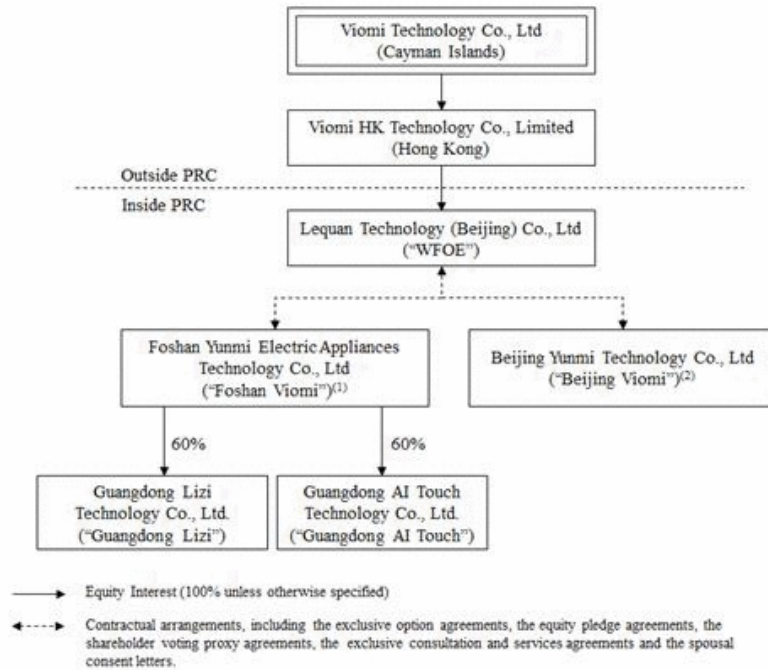 Viomi Technology Co., Ltd
(Cayman Islands)
Viomi HK Technology Co., Limited
(Hong Kong)
Outside PRC
Inside PRC
Lequan Technology (Beijing) Co., Ltd
(“WFOE”)
Foshan Yunmi Electric Appliances
Technology Co., Ltd
(“Foshan Viomi”)(1)
Beijing Yunmi Technology Co., Ltd
(“Beijing Viomi”)(2)
60%
60%
Guangdong Lizi
Technology Co., Ltd.
(“Guangdong Lizi”)
Guangdong AI Touch
Technology Co., Ltd.
(“Guangdong AI Touch”)
Equity Interest (100% unless otherwise specified)
Contractual arrangements, including the exclusive option agreements, the equity pledge agreements, the
shareholder voting proxy agreements, the exclusive consultation and services agreements and the spousal
consent letters.